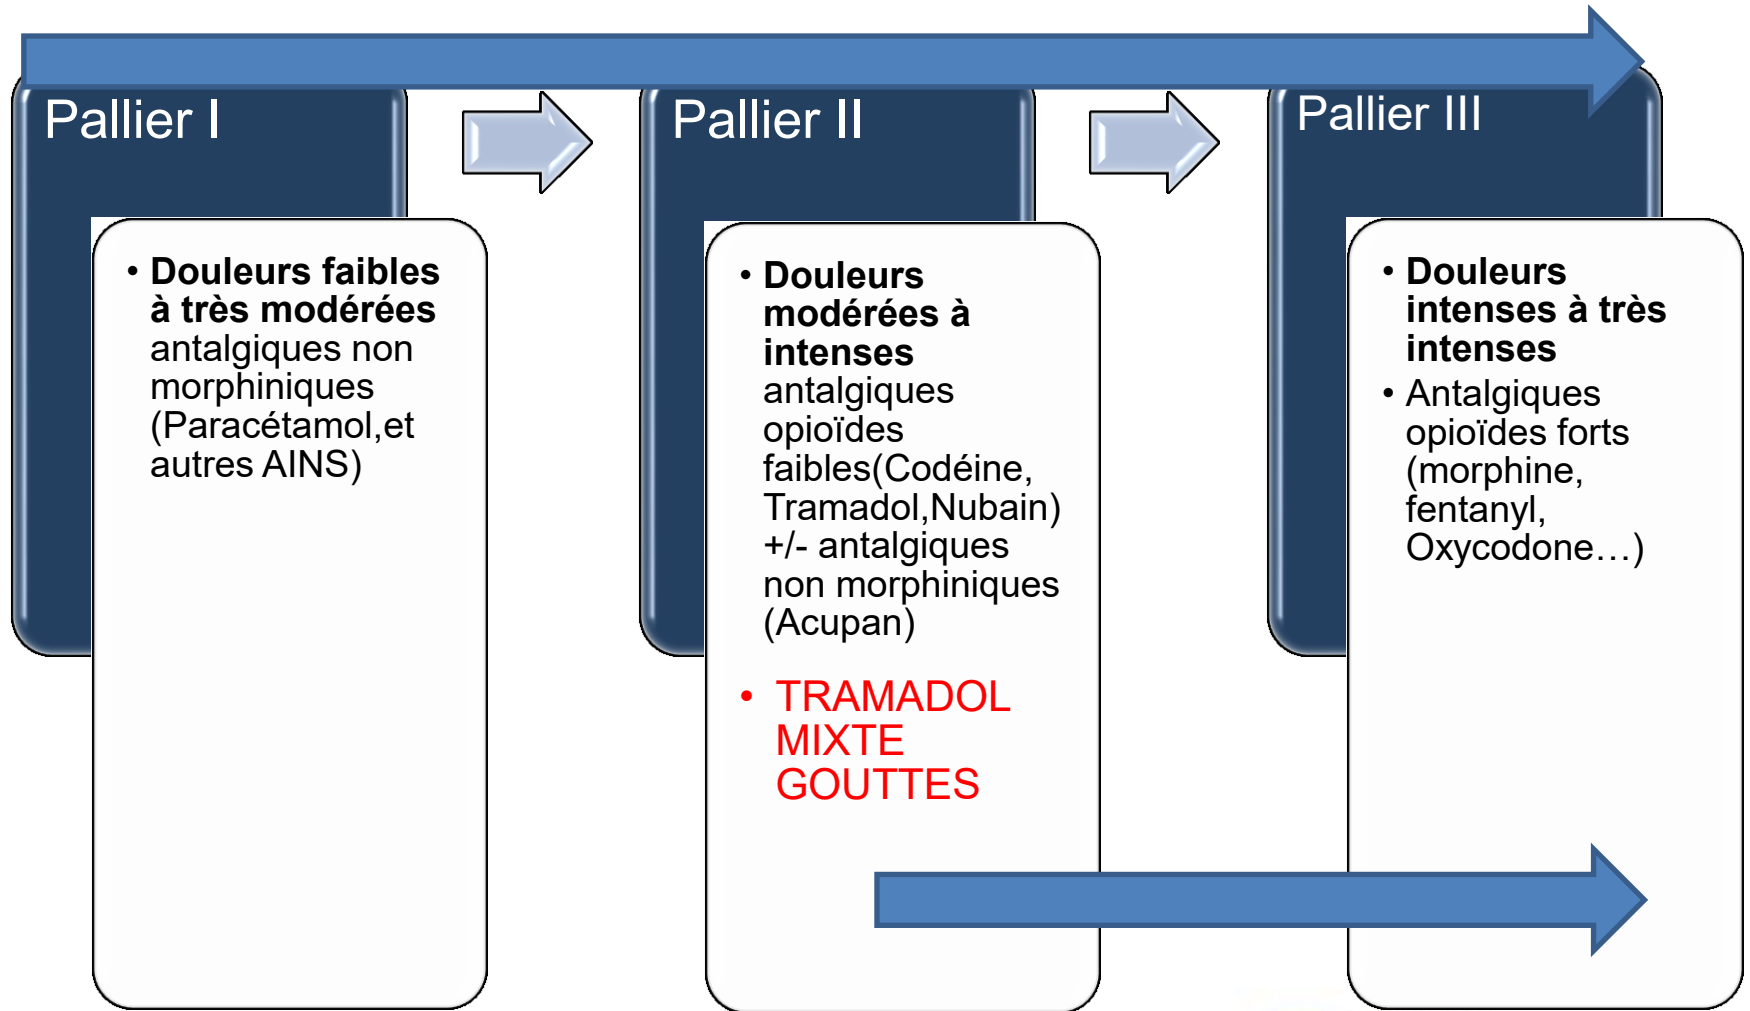 Pallier I
• Douleurs faibles
à très modérées
antalgiques non
morphiniques
(Paracétamol,et
autres AINS)
Pallier II
• Douleurs
modérées à
intenses
antalgiques
opioïdes
faibles(Codéine,
Tramadol,Nubain)
+/- antalgiques
non morphiniques
(Acupan)
• TRAMADOL
MIXTE
GOUTTES
Pallier III
• Douleurs
intenses à très
intenses
• Antalgiques
opioïdes forts
(morphine,
fentanyl,
Oxycodone…)